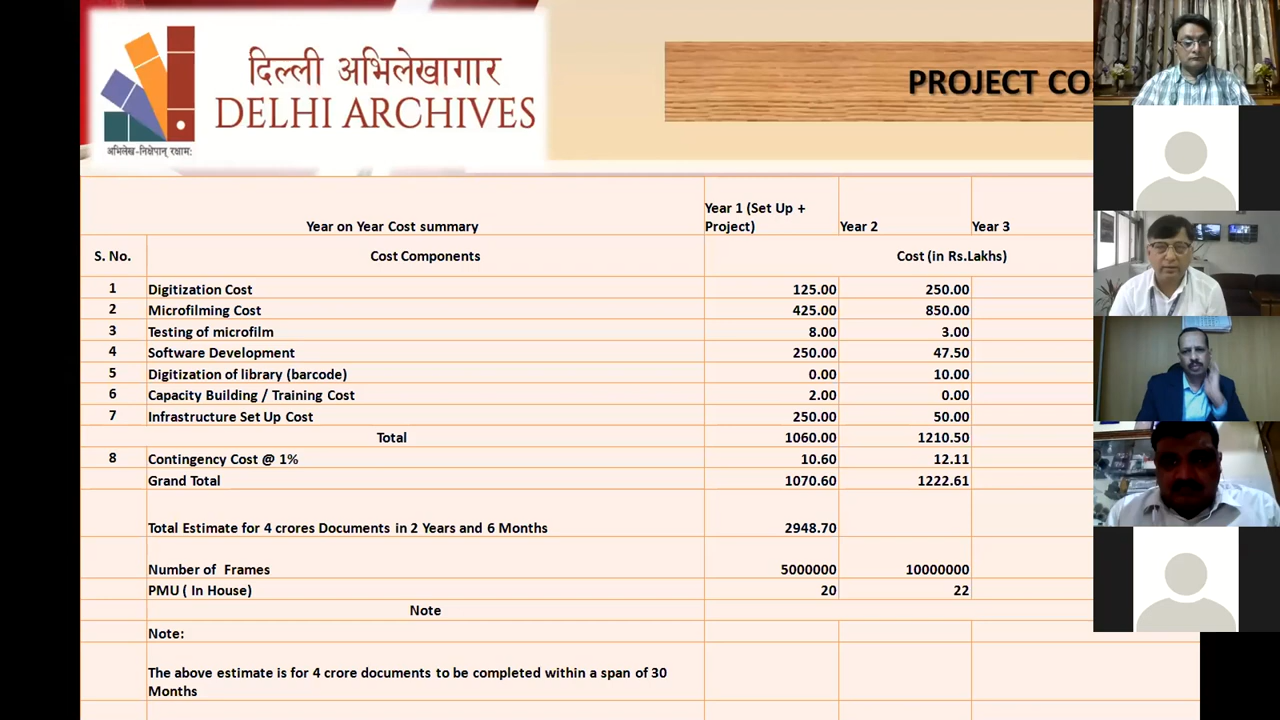 दिल्ली अभिलेखागार
DELHI ARCHIVES
अभिलेख-निक्षेपान् रक्षाम:
PROJECT CO
Year on Year Cost summary
Year 1 (Set Up + Project)
Year 2
Year 3
S. No.
Cost Components
Cost (in Rs.Lakhs)
1 Digitization Cost 125.00 250.00
2 Microfilming Cost 425.00 850.00
3 Testing of microfilm 8.00 3.00
4 Software Development 250.00 47.50
5 Digitization of library (barcode) 0.00 10.00
6 Capacity Building / Training Cost 2.00 0.00
7 Infrastructure Set Up Cost 250.00 50.00
Total 1060.00 1210.50
8 Contingency Cost @ 1% 10.60 12.11
Grand Total 1070.60 1222.61
Total Estimate for 4 crores Documents in 2 Years and 6 Months 2948.70
Number of Frames 5000000 10000000
PMU ( In House) 20 22
Note
Note:
The above estimate is for 4 crore documents to be completed within a span of 30
Months